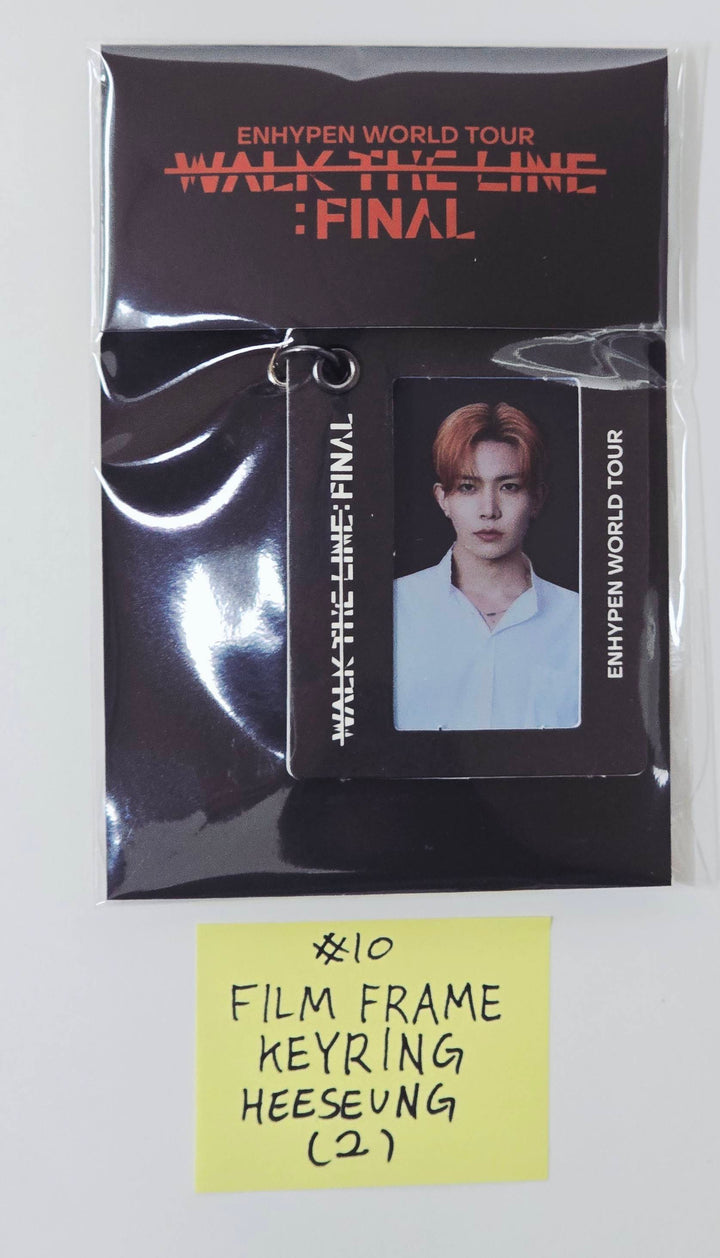 ENHYPEN WORLD TOUR
WALK THE LINE
:FINAL
WALK THE LINE: FINAL
ENHYPEN WORLD TOUR
#10
FILM FRAME
KEYRING
HEESEUNG
(2)